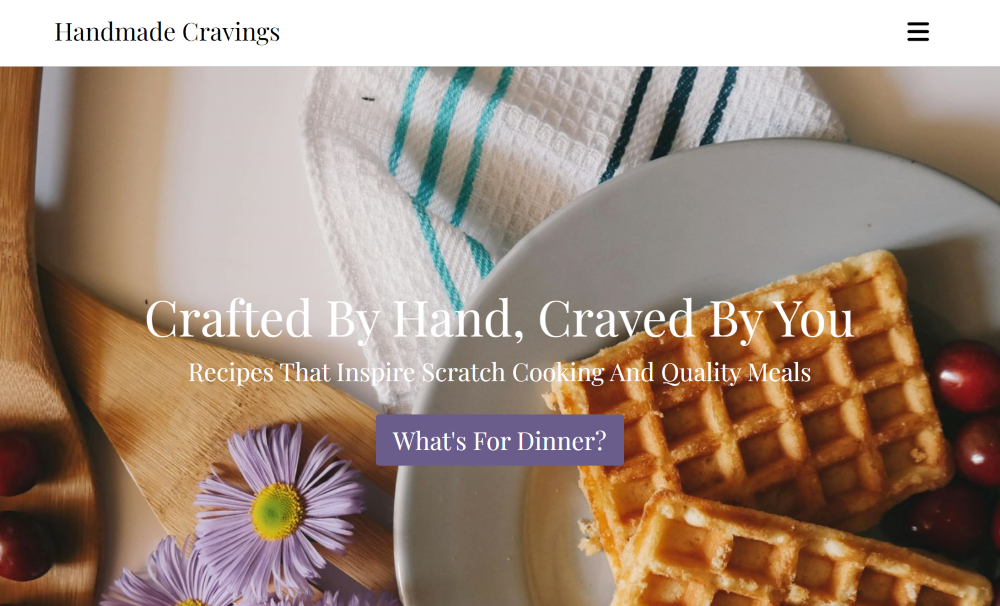 Handmade Cravings
Crafted By Hand, Craved By You
Recipes That Inspire Scratch Cooking And Quality Meals
What's For Dinner?